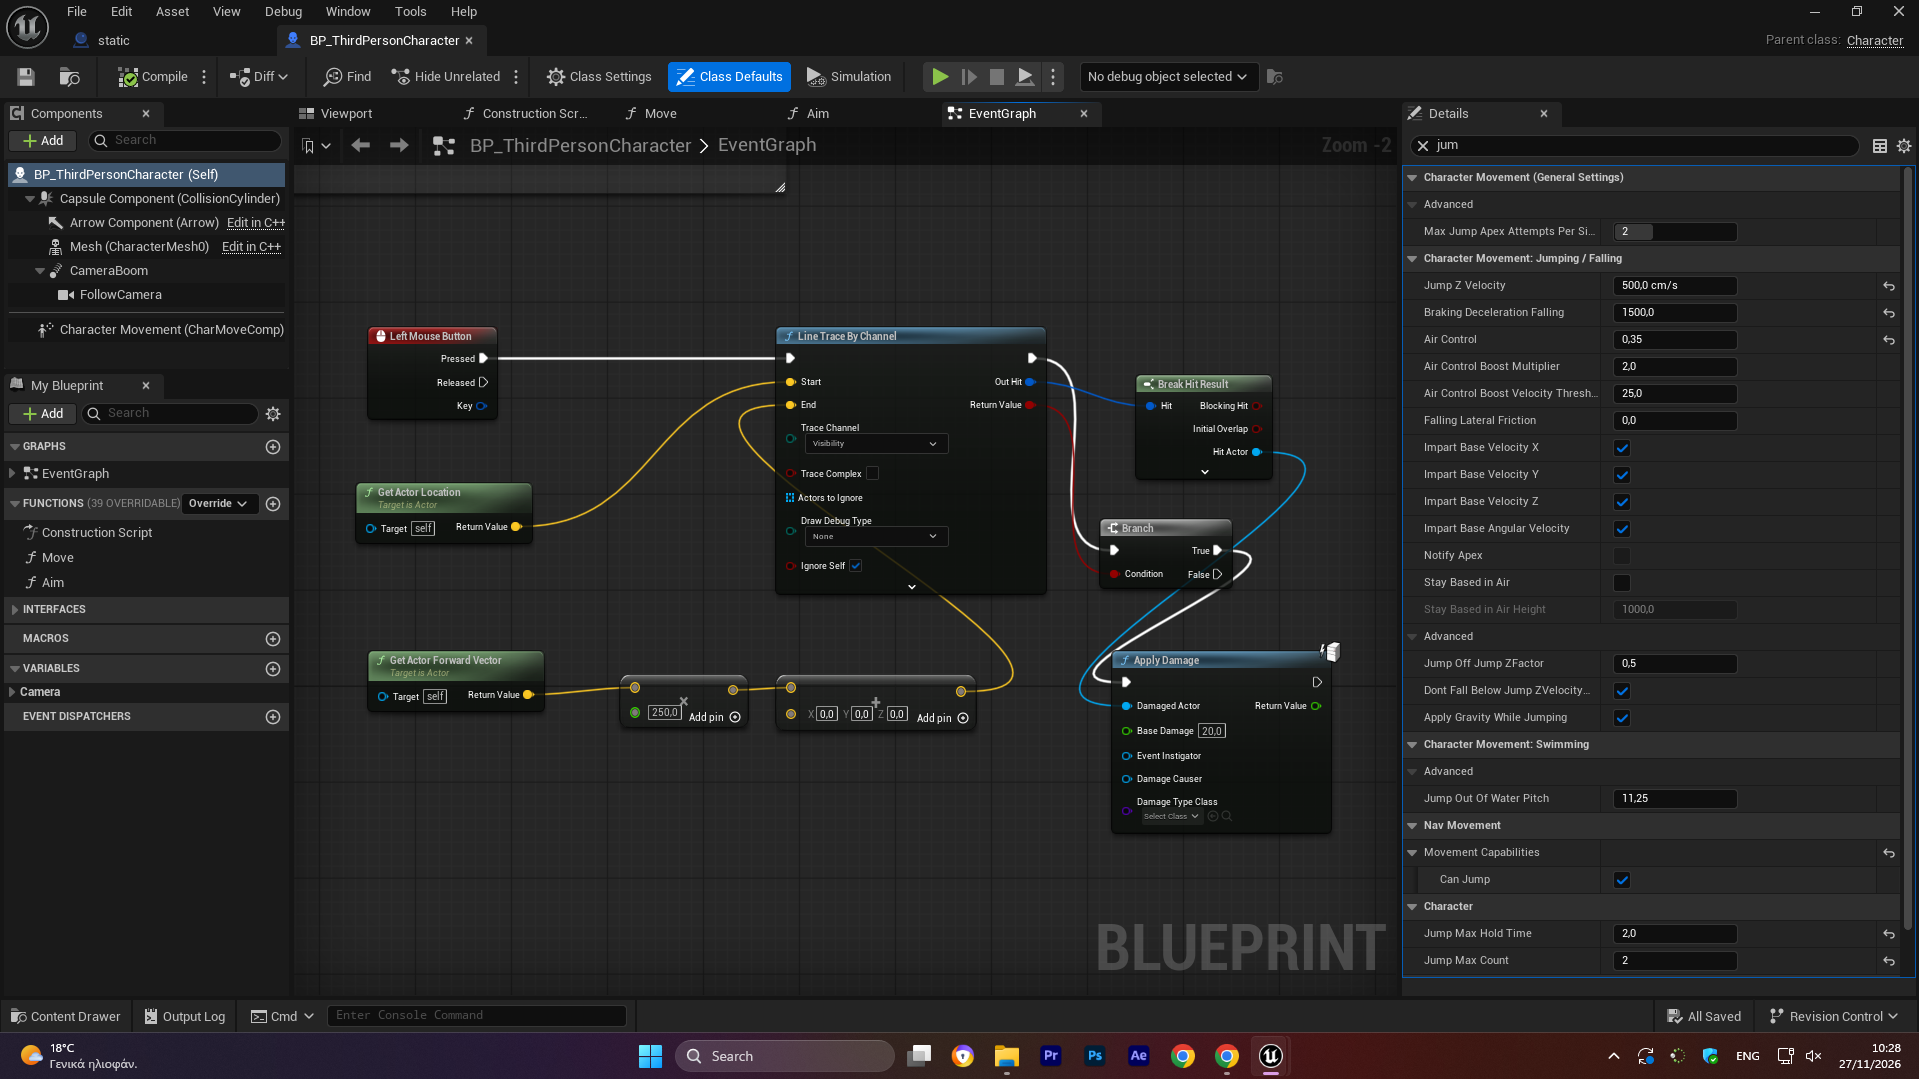 File Edit Asset View Debug Window Tools Help
static
BP_ThirdPersonCharacter
Parent class: Character
Compile
Diff
Find
Hide Unrelated
Class Settings
Class Defaults
Simulation
No debug object selected
Components
Add
Search
BP_ThirdPersonCharacter (Self)
Capsule Component (CollisionCylinder)
Arrow Component (Arrow) Edit in C++
Mesh (CharacterMesh0) Edit in C++
CameraBoom
FollowCamera
Character Movement (CharMoveComp)
My Blueprint
Add
Search
GRAPHS
EventGraph
FUNCTIONS (39 OVERRIDABLE) Override
Construction Script
Move
Aim
INTERFACES
MACROS
VARIABLES
Camera
EVENT DISPATCHERS
Viewport
Construction Scr...
Move
Aim
EventGraph
BP_ThirdPersonCharacter > EventGraph
Zoom -2
Left Mouse Button
Pressed
Released
Key
Get Actor Location
Target is Actor
Target self Return Value
Get Actor Forward Vector
Target is Actor
Target self Return Value
250,0 Add pin
X 0,0 Y 0,0 Z 0,0 Add pin
Line Trace By Channel
Start
Out Hit
End
Return Value
Trace Channel
Visibility
Trace Complex
Actors to Ignore
Draw Debug Type
None
Ignore Self
Break Hit Result
Hit
Blocking Hit
Initial Overlap
Hit Actor
Branch
True
Condition
False
Apply Damage
Damaged Actor
Return Value
Base Damage 20,0
Event Instigator
Damage Causer
Damage Type Class
Select Class
BLUEPRINT
Details
jum
Character Movement (General Settings)
Advanced
Max Jump Apex Attempts Per Si... 2
Character Movement: Jumping / Falling
Jump Z Velocity 500,0 cm/s
Braking Deceleration Falling 1500,0
Air Control 0,35
Air Control Boost Multiplier 2,0
Air Control Boost Velocity Thresh... 25,0
Falling Lateral Friction 0,0
Impart Base Velocity X
Impart Base Velocity Y
Impart Base Velocity Z
Impart Base Angular Velocity
Notify Apex
Stay Based in Air
Stay Based in Air Height 1000,0
Advanced
Jump Off Jump ZFactor 0,5
Dont Fall Below Jump ZVelocity...
Apply Gravity While Jumping
Character Movement: Swimming
Advanced
Jump Out Of Water Pitch 11,25
Nav Movement
Movement Capabilities
Can Jump
Character
Jump Max Hold Time 2,0
Jump Max Count 2
Content Drawer
Output Log
Cmd
Enter Console Command
All Saved
Revision Control
18°C
Γενικά ηλιοφάν.
Search
Pr
Ps
Ae
ENG
10:28
27/11/2026